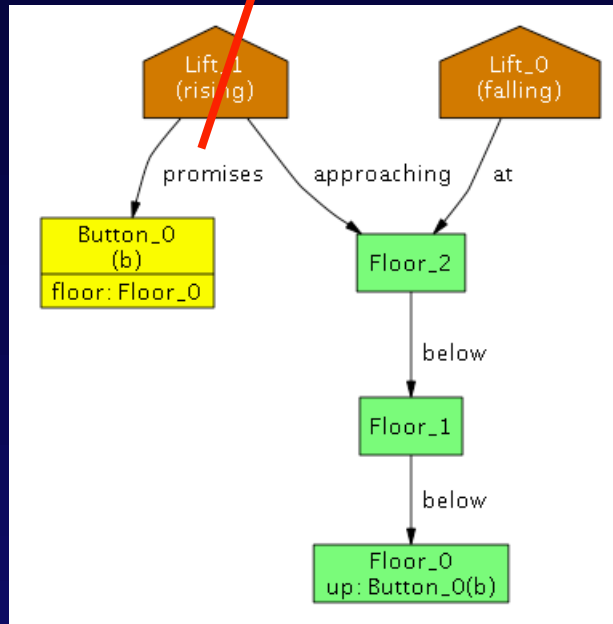 Lift_1
(rising)
Lift_0
(falling)
promises
approaching
at
Button_0
(b)
floor: Floor_0
Floor_2
below
Floor_1
below
Floor_0
up: Button_0(b)